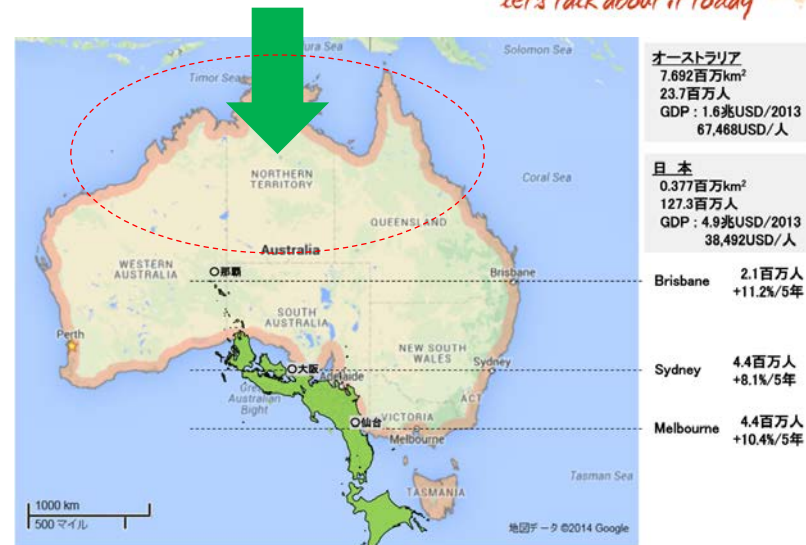 let's talk about it today
オーストラリア
7.692百万km²
23.7百万人
GDP：1.6兆USD/2013
67,468USD/人
日 本
0.377百万km²
127.3百万人
GDP：4.9兆USD/2013
38,492USD/人
Solomon Sea
Timor Sea
Coral Sea
NORTHERN
TERRITORY
QUEENSLAND
Australia
WESTERN
AUSTRALIA
那覇
Brisbane
Brisbane
2.1百万人
+11.2%/5年
SOUTH
AUSTRALIA
Perth
NEW SOUTH
WALES
Sydney
Sydney
4.4百万人
+8.1%/5年
大阪
Adelaide
Great
Australian
Bight
ACT
仙台
VICTORIA
Melbourne
Melbourne
4.4百万人
+10.4%/5年
Tasman Sea
TASMANIA
1000 km
500 マイル
地図データ ©2014 Google